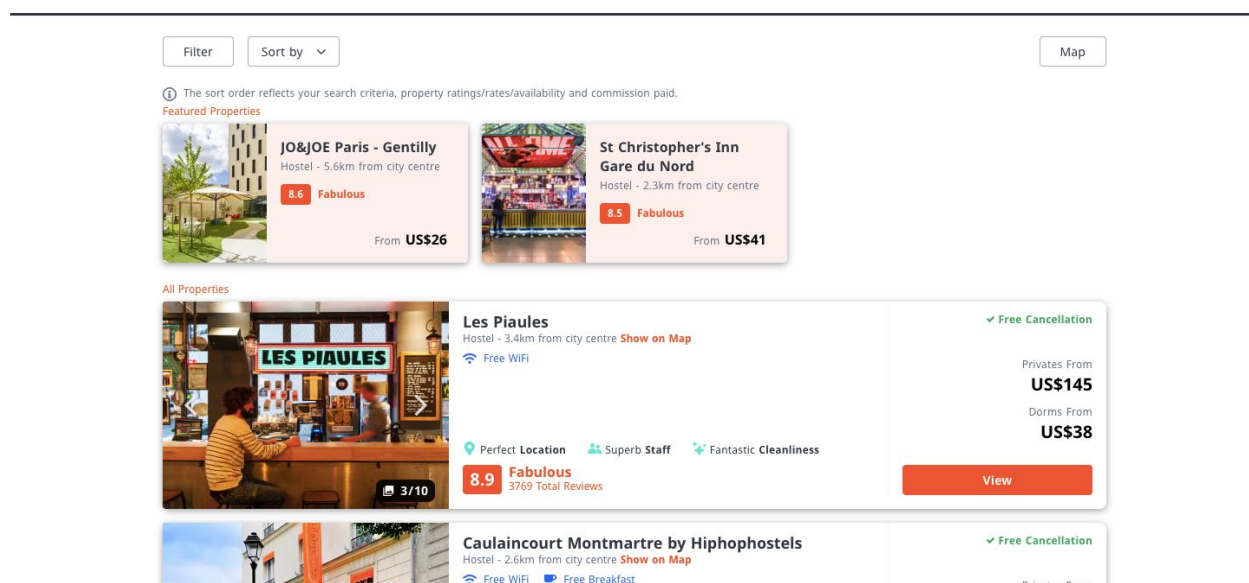 Filter
Sort by
Map
The sort order reflects your search criteria, property ratings/rates/availability and commission paid.
Featured Properties
JO&JOE Paris - Gentilly
Hostel - 5.6km from city centre
8.6 Fabulous
From US$26
St Christopher's Inn
Gare du Nord
Hostel - 2.3km from city centre
8.5 Fabulous
From US$41
All Properties
LES PIAULES
3/10
Les Piaules
Hostel - 3.4km from city centre Show on Map
Free WiFi
Perfect Location Superb Staff Fantastic Cleanliness
8.9 Fabulous
3769 Total Reviews
Free Cancellation
Privates From
US$145
Dorms From
US$38
View
Caulaincourt Montmartre by Hiphophostels
Hostel - 2.6km from city centre Show on Map
Free WiFi Free Breakfast
Free Cancellation